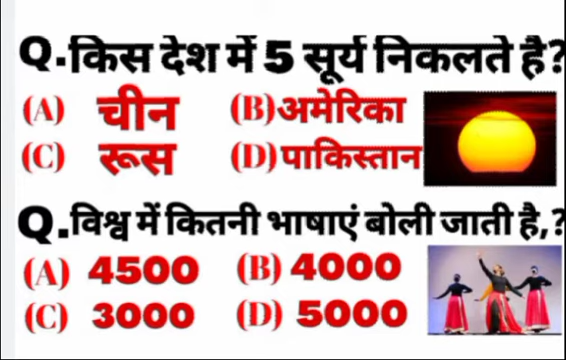 Q.किस देश में 5 सूर्य निकलते है?
(A) चीन (B)अमेरिका
(C) रूस (D)पाकिस्तान
Q.विश्व में कितनी भाषाएं बोली जाती है,?
(A) 4500 (B) 4000
(C) 3000 (D) 5000